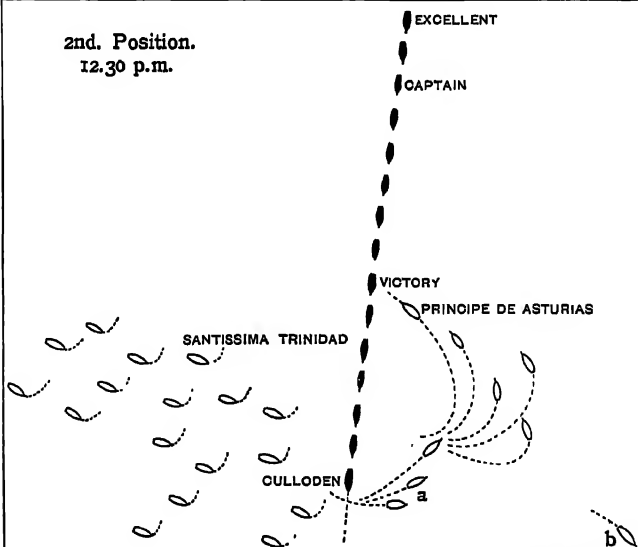 EXCELLENT
2nd. Position.
12.30 p.m.
CAPTAIN
VICTORY
PRINCIPE DE ASTURIAS
SANTISSIMA TRINIDAD
CULLODEN
a
b